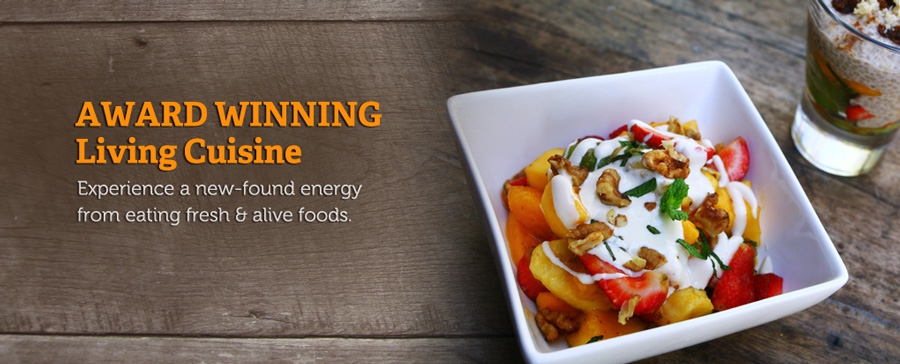 AWARD WINNING
Living Cuisine
Experience a new-found energy
from eating fresh & alive foods.